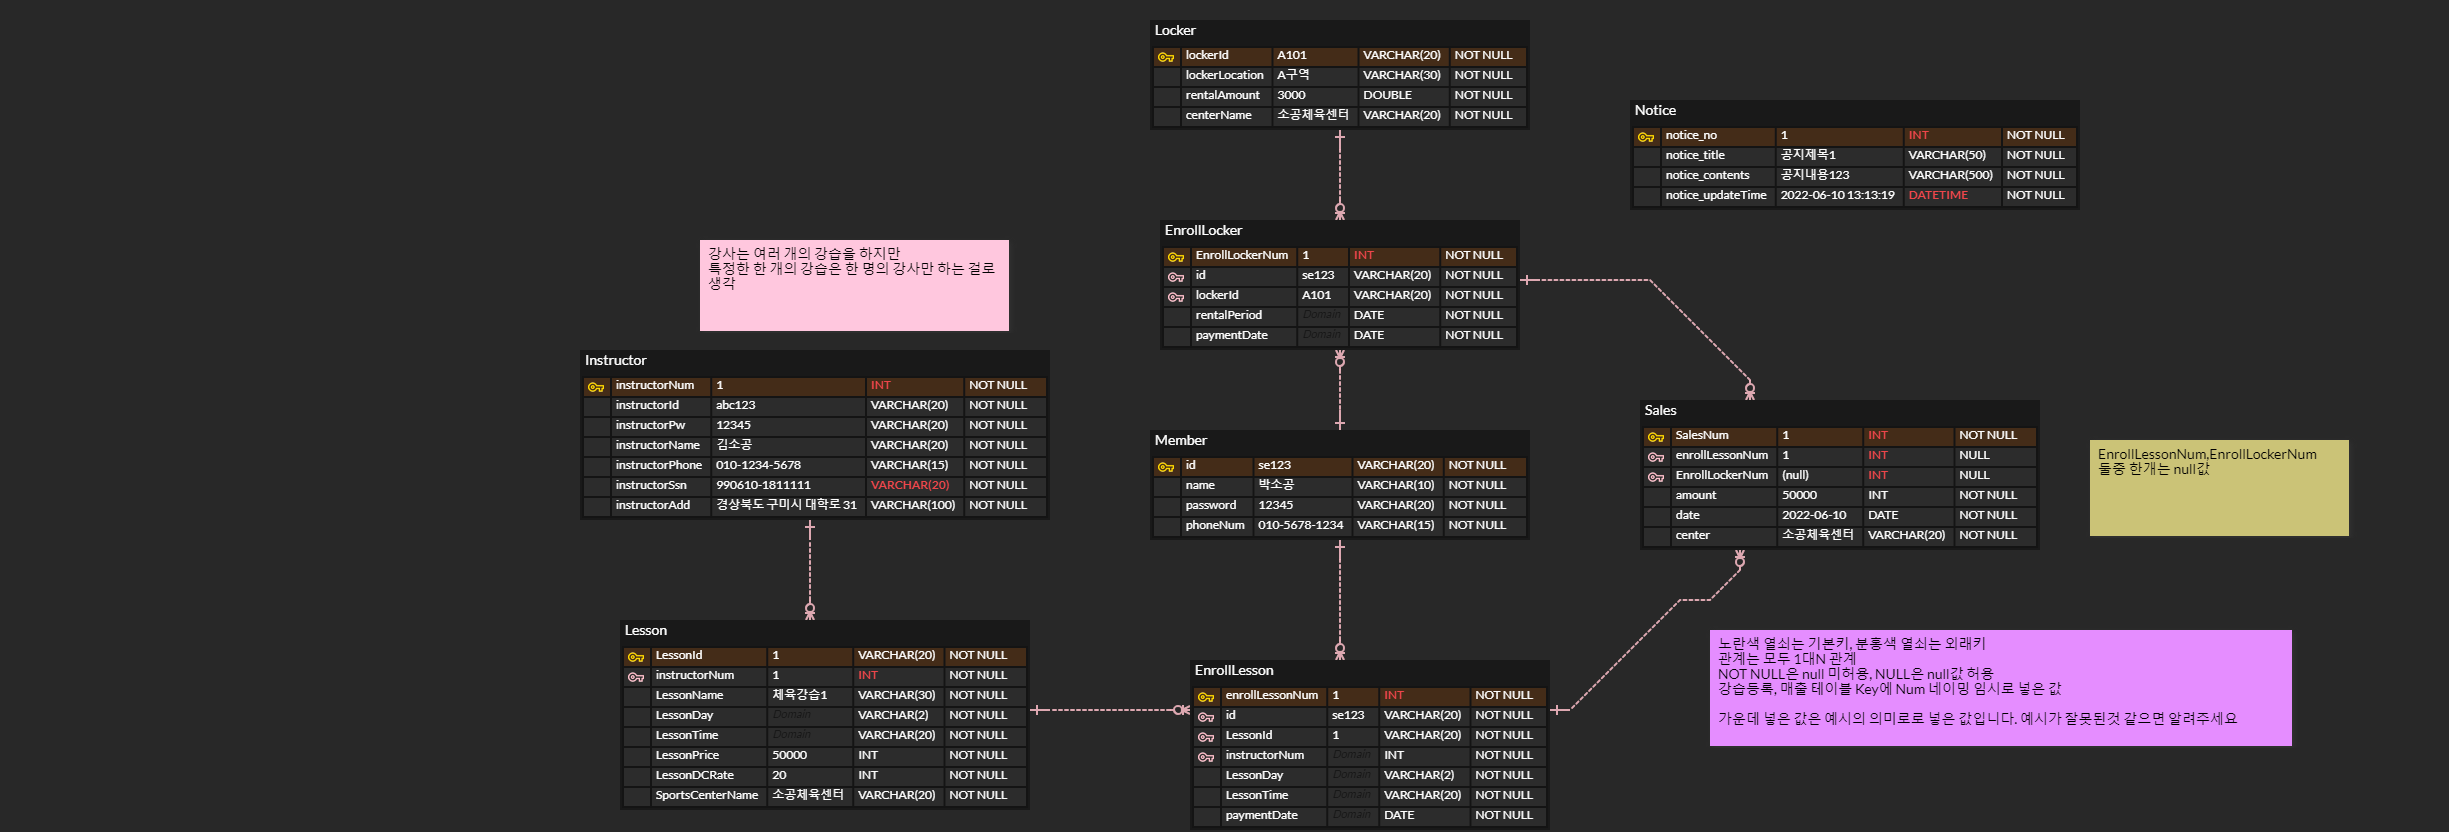 Locker
lockerId A101 VARCHAR(20) NOT NULL
lockerLocation A구역 VARCHAR(30) NOT NULL
rentalAmount 3000 DOUBLE NOT NULL
centerName 소공체육센터 VARCHAR(20) NOT NULL
Notice
notice_no 1 INT NOT NULL
notice_title 공지제목1 VARCHAR(50) NOT NULL
notice_contents 공지내용123 VARCHAR(500) NOT NULL
notice_updateTime 2022-06-10 13:13:19 DATETIME NOT NULL
EnrollLocker
EnrollLockerNum 1 INT NOT NULL
id se123 VARCHAR(20) NOT NULL
lockerId A101 VARCHAR(20) NOT NULL
rentalPeriod Domain DATE NOT NULL
paymentDate Domain DATE NOT NULL
강사는 여러 개의 강습을 하지만
특정한 한 개의 강습은 한 명의 강사만 하는 걸로
생각
Instructor
instructorNum 1 INT NOT NULL
instructorId abc123 VARCHAR(20) NOT NULL
instructorPw 12345 VARCHAR(20) NOT NULL
instructorName 김소공 VARCHAR(20) NOT NULL
instructorPhone 010-1234-5678 VARCHAR(15) NOT NULL
instructorSsn 990610-1811111 VARCHAR(20) NOT NULL
instructorAdd 경상북도 구미시 대학로 31 VARCHAR(100) NOT NULL
Member
id se123 VARCHAR(20) NOT NULL
name 박소공 VARCHAR(10) NOT NULL
password 12345 VARCHAR(20) NOT NULL
phoneNum 010-5678-1234 VARCHAR(15) NOT NULL
Sales
SalesNum 1 INT NOT NULL
enrollLessonNum 1 INT NULL
EnrollLockerNum (null) INT NULL
amount 50000 INT NOT NULL
date 2022-06-10 DATE NOT NULL
center 소공체육센터 VARCHAR(20) NOT NULL
EnrollLessonNum,EnrollLockerNum
둘중 한개는 null값
Lesson
LessonId 1 VARCHAR(20) NOT NULL
instructorNum 1 INT NOT NULL
LessonName 체육강습1 VARCHAR(30) NOT NULL
LessonDay Domain VARCHAR(2) NOT NULL
LessonTime Domain VARCHAR(20) NOT NULL
LessonPrice 50000 INT NOT NULL
LessonDCRate 20 INT NOT NULL
SportsCenterName 소공체육센터 VARCHAR(20) NOT NULL
EnrollLesson
enrollLessonNum 1 INT NOT NULL
id se123 VARCHAR(20) NOT NULL
LessonId 1 VARCHAR(20) NOT NULL
instructorNum Domain INT NOT NULL
LessonDay Domain VARCHAR(2) NOT NULL
LessonTime Domain VARCHAR(20) NOT NULL
paymentDate Domain DATE NOT NULL
노란색 열쇠는 기본키, 분홍색 열쇠는 외래키
관계는 모두 1대N 관계
NOT NULL은 null 미허용, NULL은 null값 허용
강습등록, 매출 테이블 Key에 Num 네이밍 임시로 넣은 값
가운데 넣은 값은 예시의 의미로로 넣은 값입니다. 예시가 잘못된것 같으면 알려주세요